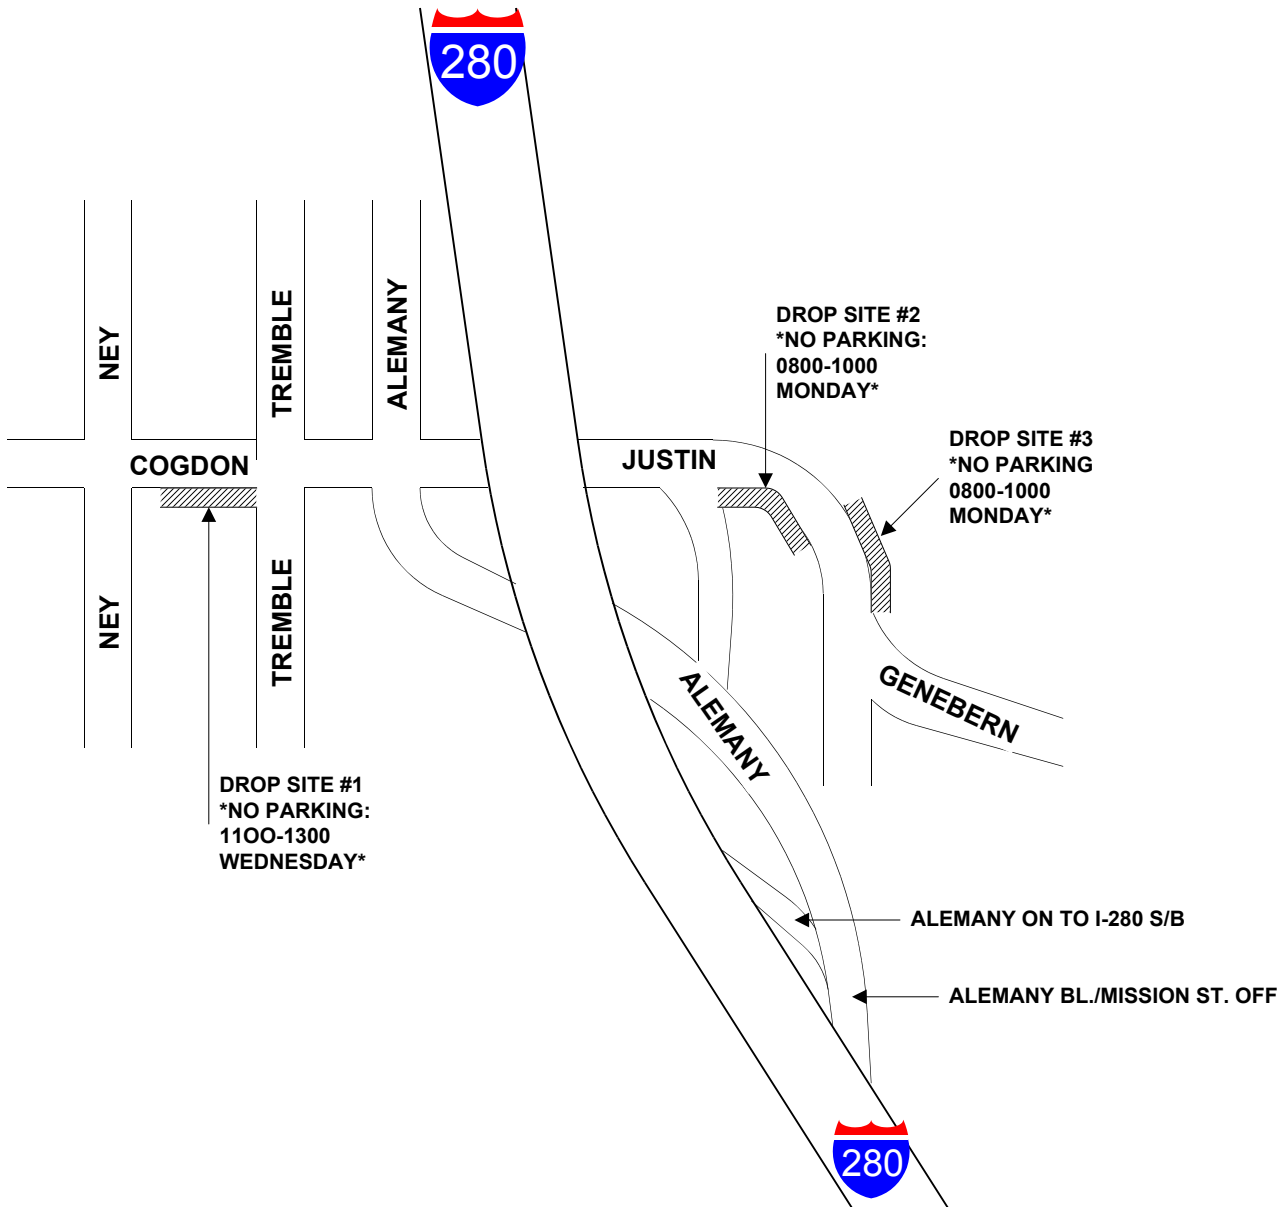 280
NEY
TREMBLE
ALEMANY
DROP SITE #2
*NO PARKING:
0800-1000
MONDAY*
DROP SITE #3
*NO PARKING
0800-1000
MONDAY*
COGDON
JUSTIN
NEY
TREMBLE
ALEMANY
GENEBERN
DROP SITE #1
*NO PARKING:
11OO-1300
WEDNESDAY*
ALEMANY ON TO I-280 S/B
ALEMANY BL./MISSION ST. OFF
280